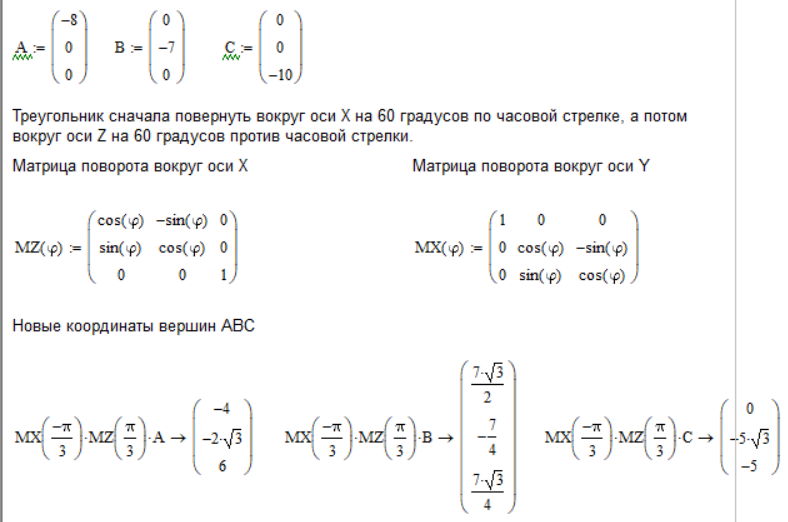 A := (−8 0 0) B := (0 −7 0) C := (0 0 −10)
Треугольник сначала повернуть вокруг оси X на 60 градусов по часовой стрелке, а потом
вокруг оси Z на 60 градусов против часовой стрелки.
Матрица поворота вокруг оси X Матрица поворота вокруг оси Y
MZ(φ) := (cos(φ) −sin(φ) 0 sin(φ) cos(φ) 0 0 0 1) MX(φ) := (1 0 0 0 cos(φ) −sin(φ) 0 sin(φ) cos(φ))
Новые координаты вершин ABC
MX(−π/3)·MZ(π/3)·A → (−4 −2·√3 6) MX(−π/3)·MZ(π/3)·B → (7·√3/2 −7/4 7·√3/4) MX(−π/3)·MZ(π/3)·C → (0 −5·√3 −5)